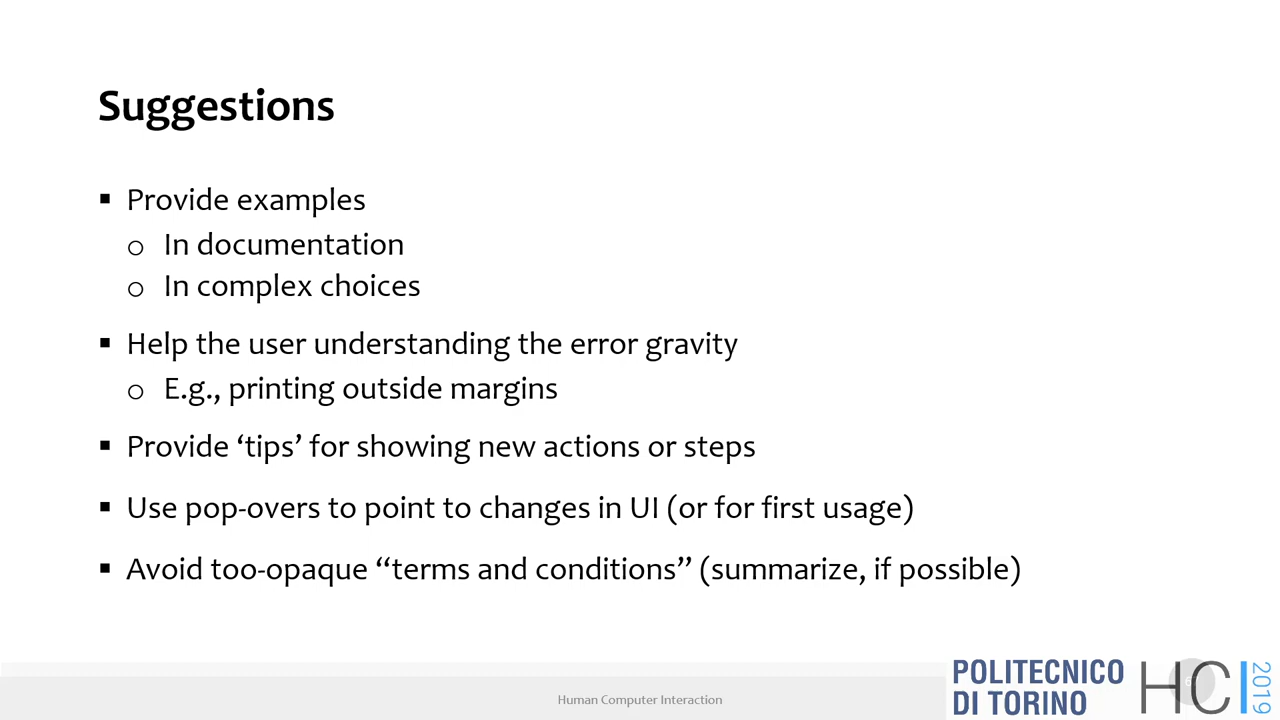 Suggestions
▪ Provide examples
o In documentation
o In complex choices
▪ Help the user understanding the error gravity
o E.g., printing outside margins
▪ Provide ‘tips’ for showing new actions or steps
▪ Use pop-overs to point to changes in UI (or for first usage)
▪ Avoid too-opaque “terms and conditions” (summarize, if possible)
Human Computer Interaction
POLITECNICO
DI TORINO
HCI
2019